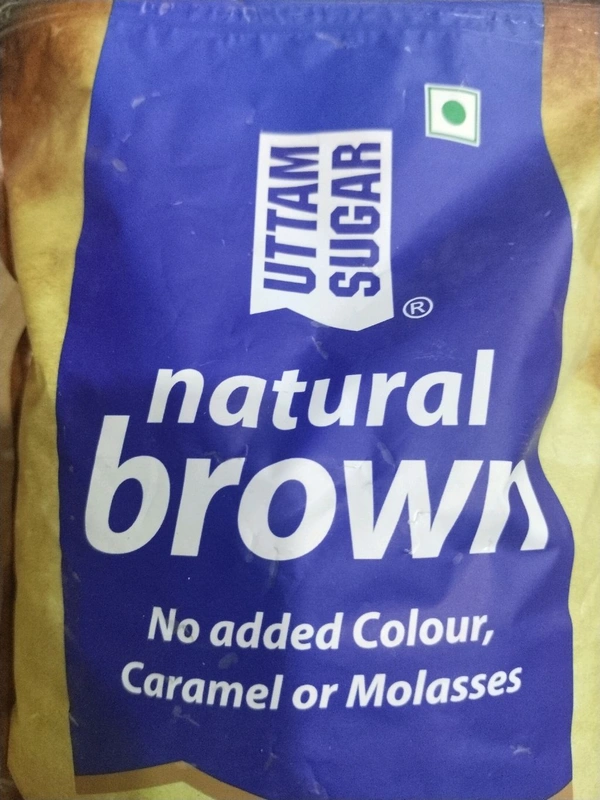 UTTAM
SUGAR
®
natural
brown
No added Colour,
Caramel or Molasses